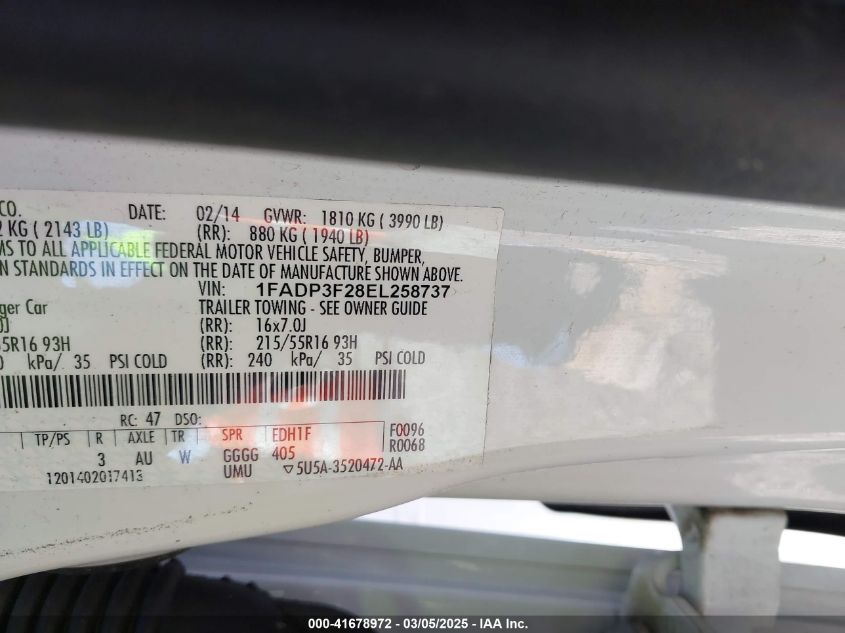 CO. DATE: 02/14 GVWR: 1810 KG ( 3990 LB)
2 KG ( 2143 LB) (RR): 880 KG ( 1940 LB)
MS TO ALL APPLICABLE FEDERAL MOTOR VEHICLE SAFETY, BUMPER,
N STANDARDS IN EFFECT ON THE DATE OF MANUFACTURE SHOWN ABOVE.
VIN: 1FADP3F28EL258737
ger Car TRAILER TOWING - SEE OWNER GUIDE
0J (RR): 16x7.0J
5R16 93H (RR): 215/55R16 93H
0 kPa/ 35 PSI COLD (RR): 240 kPa/ 35 PSI COLD
RC: 47 DSO:
TP/PS R AXLE TR SPR EDH1F F0096
3 AU W GGGG 405 R0068
1201402017413 UMU ▽5U5A-3520472-AA
000-41678972 - 03/05/2025 - IAA Inc.